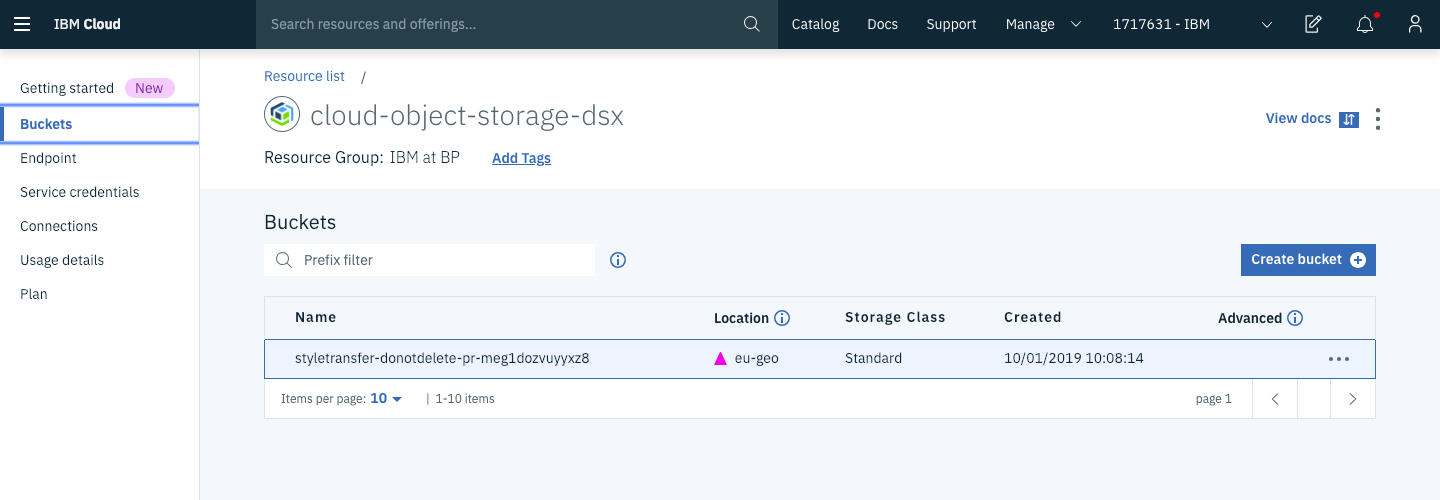 IBM Cloud Search resources and offerings... Catalog Docs Support Manage 1717631 - IBM
Getting started New
Buckets
Endpoint
Service credentials
Connections
Usage details
Plan
Resource list /
cloud-object-storage-dsx
View docs
Resource Group: IBM at BP Add Tags
Buckets
Prefix filter
Create bucket
Name Location Storage Class Created Advanced
styletransfer-donotdelete-pr-meg1dozvuyyxz8 eu-geo Standard 10/01/2019 10:08:14
Items per page: 10 | 1-10 items page 1